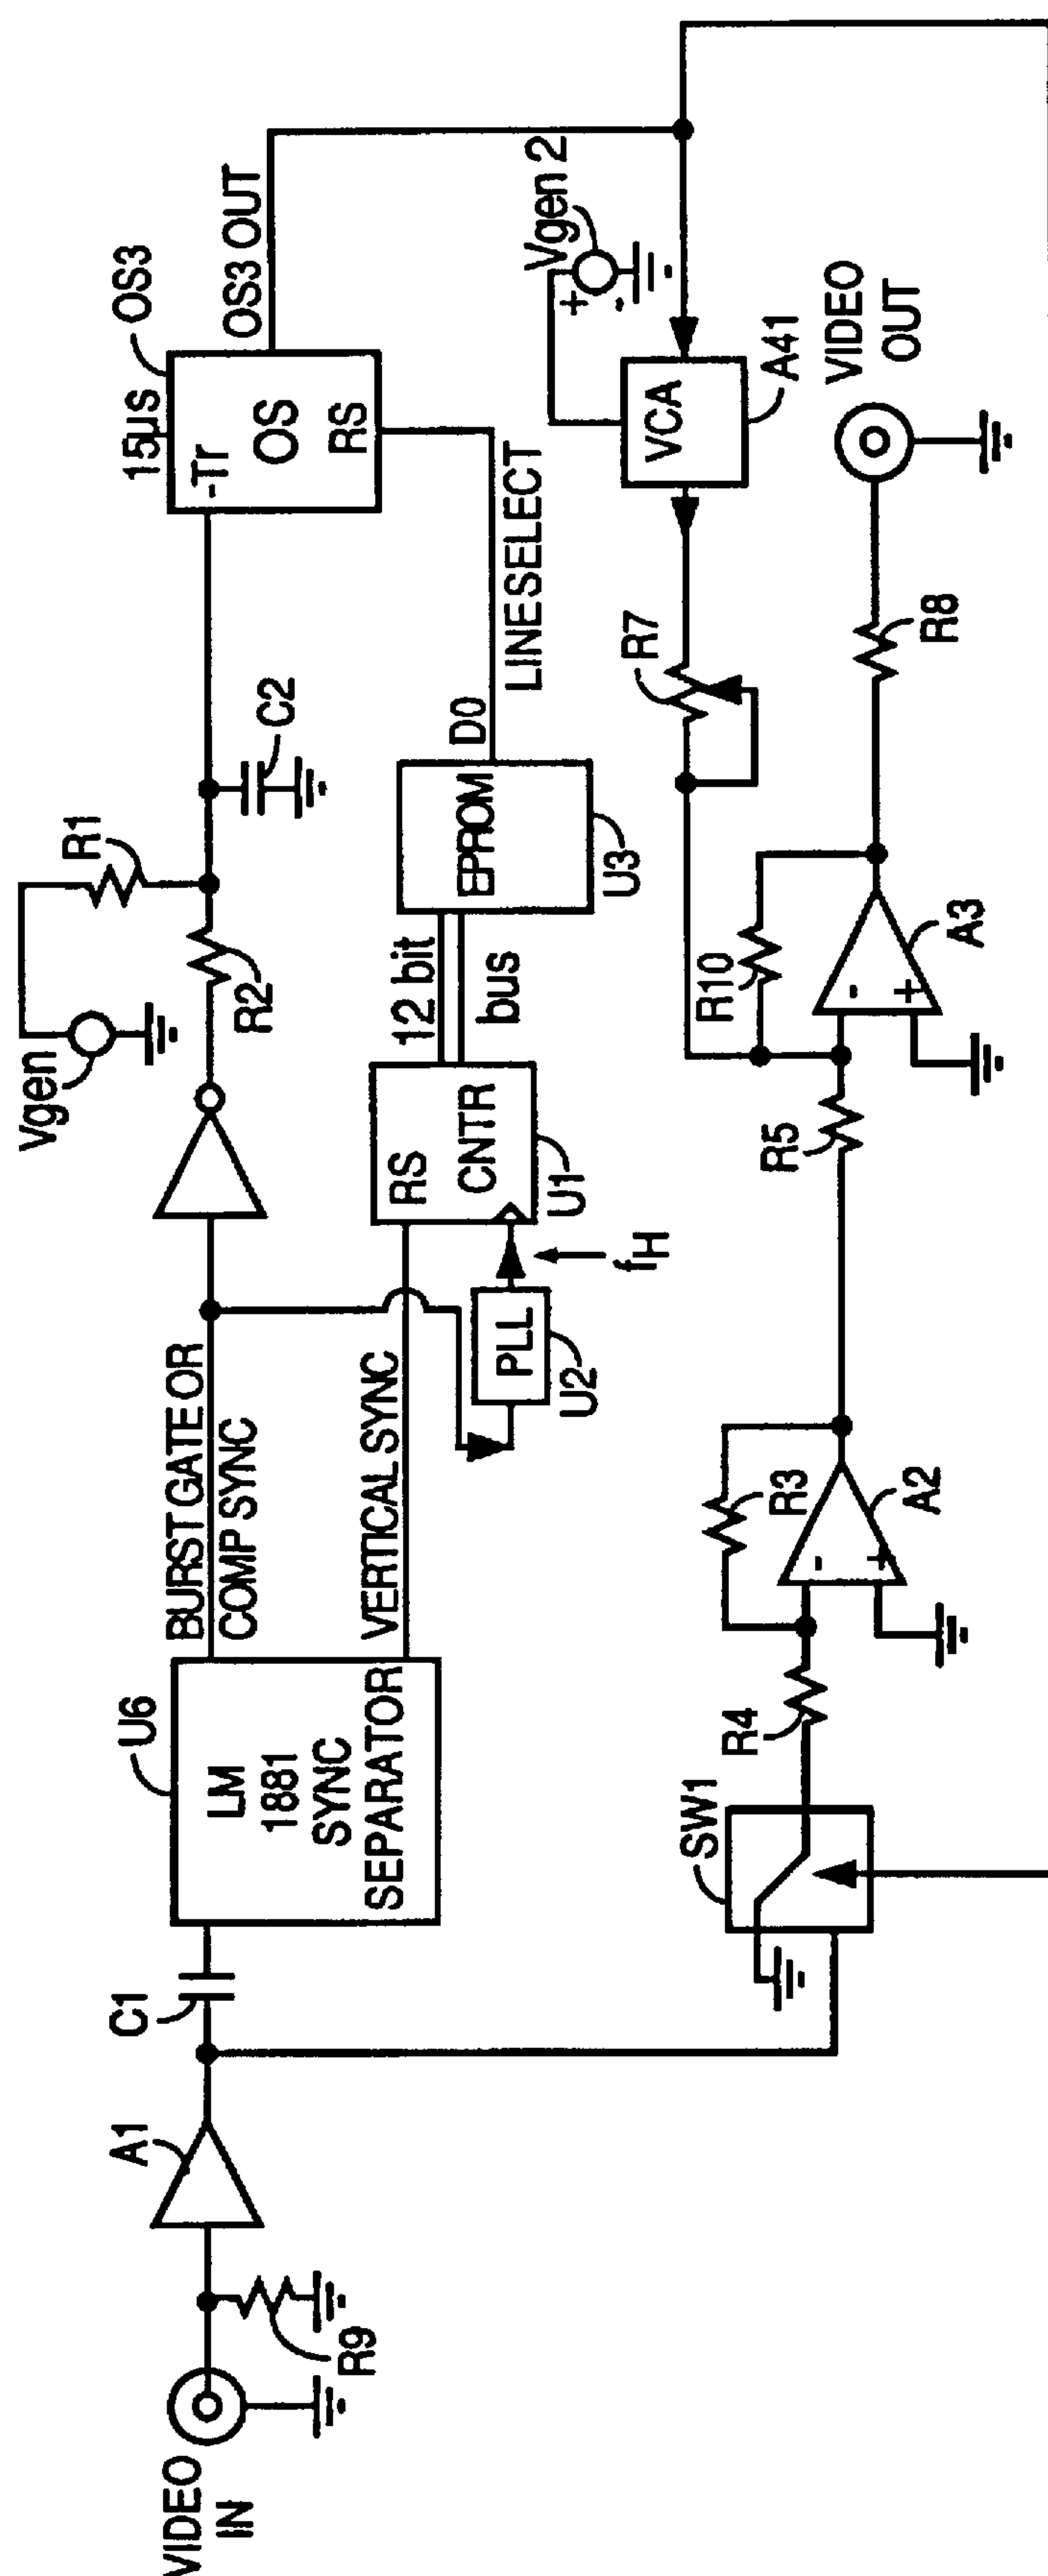 VIDEO
IN
R9
A1
C1
U6
LM
1881
SYNC
SEPARATOR
BURST GATE OR
COMP SYNC
VERTICAL SYNC
PLL
U2
fH
RS
CNTR
U1
12 bit
bus
EPROM
U3
D0
LINE SELECT
Vgen
R1
R2
C2
15µs
-Tr
OS
RS
OS3
OS3 OUT
SW1
R4
R3
-
+
A2
R5
R10
-
+
A3
R7
VCA
A41
+
-
Vgen 2
R8
VIDEO
OUT